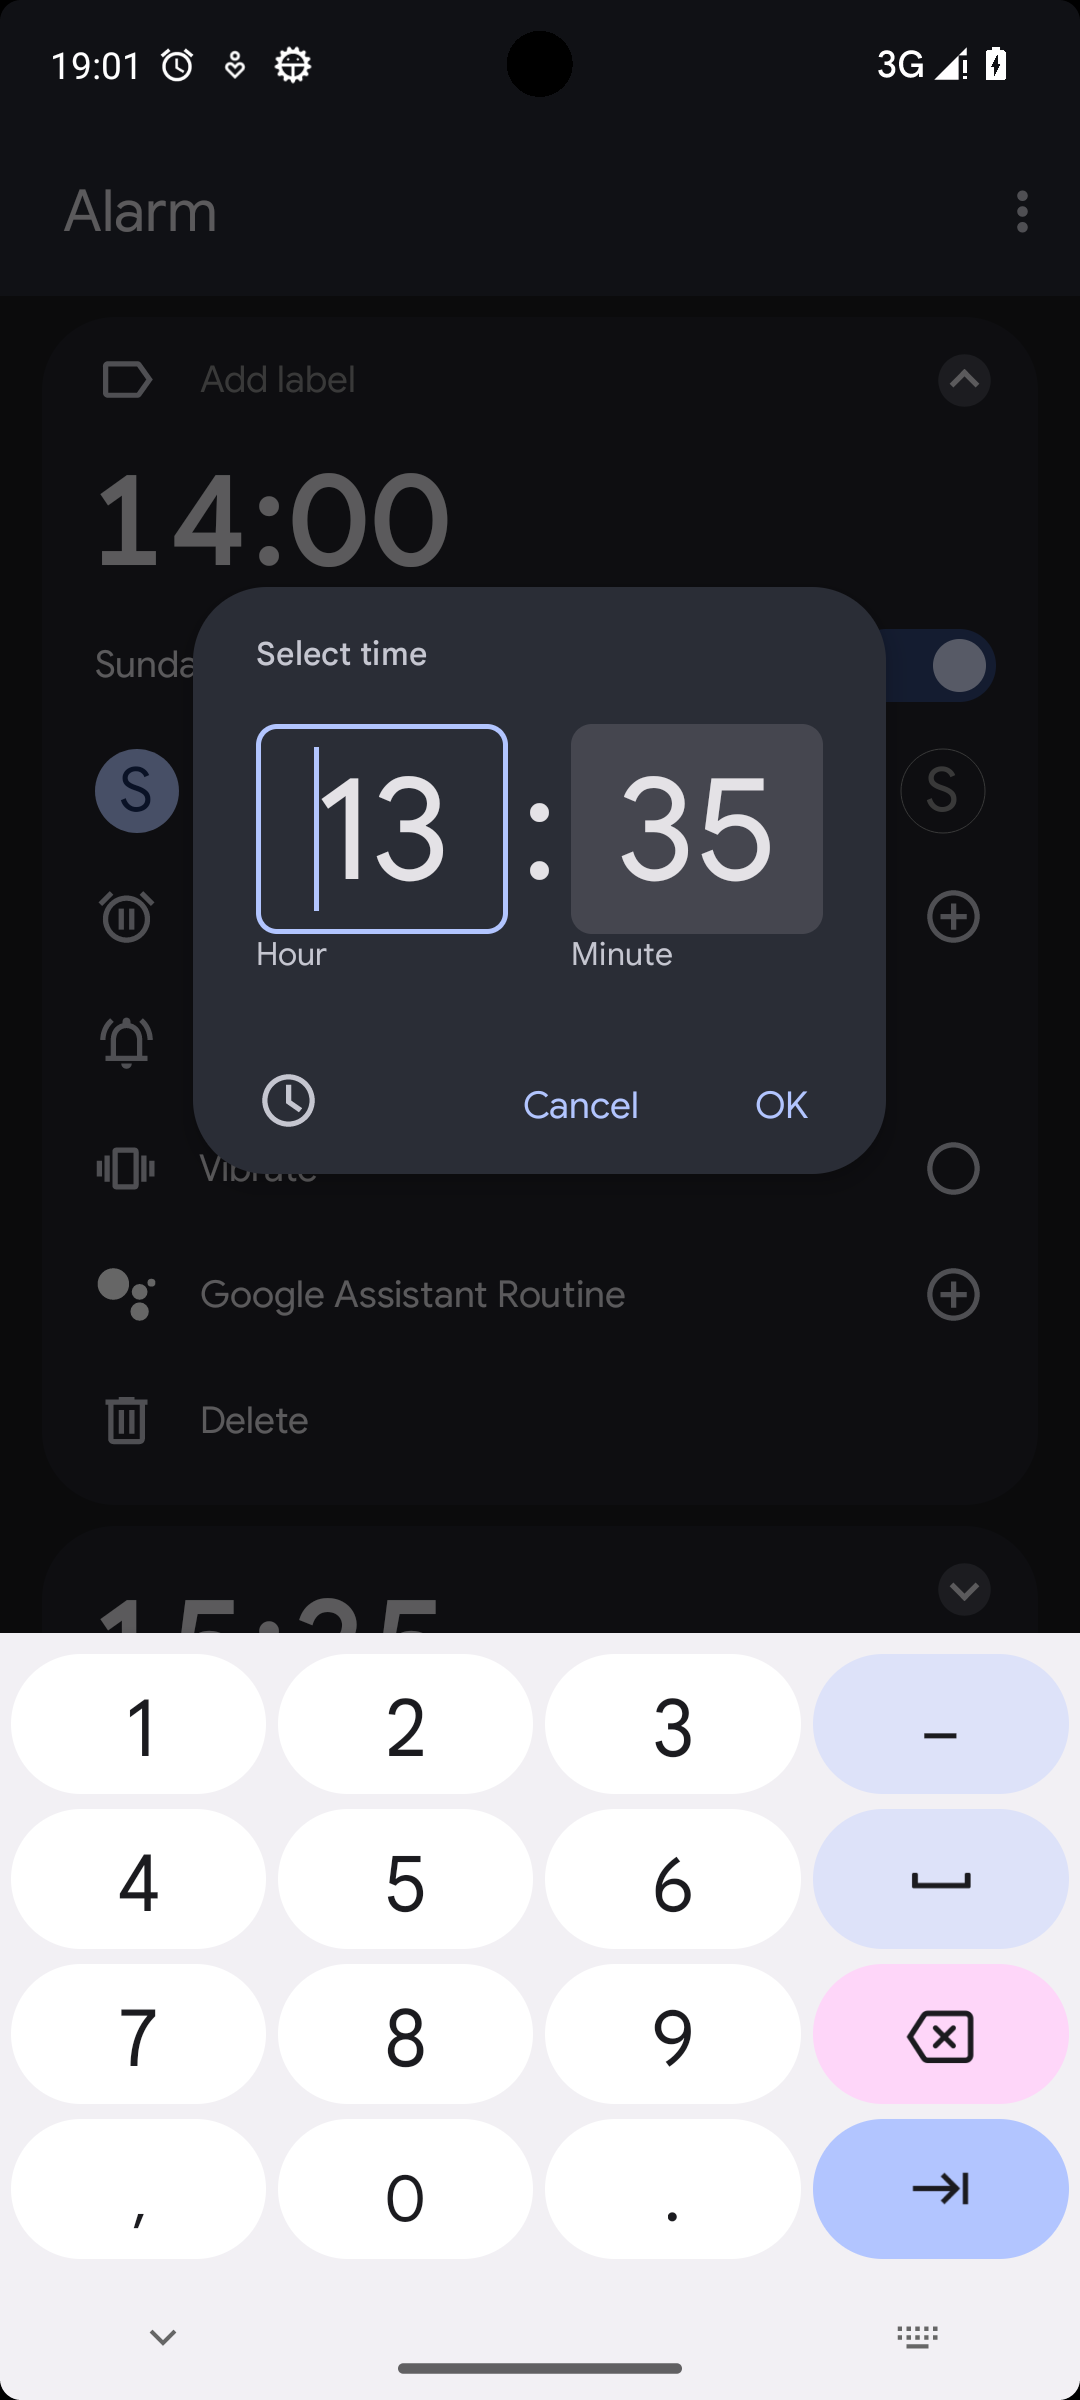 19:01
3G
Alarm
Add label
14:00
Select time
Sunda
13 : 35
S
S
Hour
Minute
Cancel
OK
Vibrate
Google Assistant Routine
Delete
15:35
1
2
3
–
4
5
6
7
8
9
,
0
.